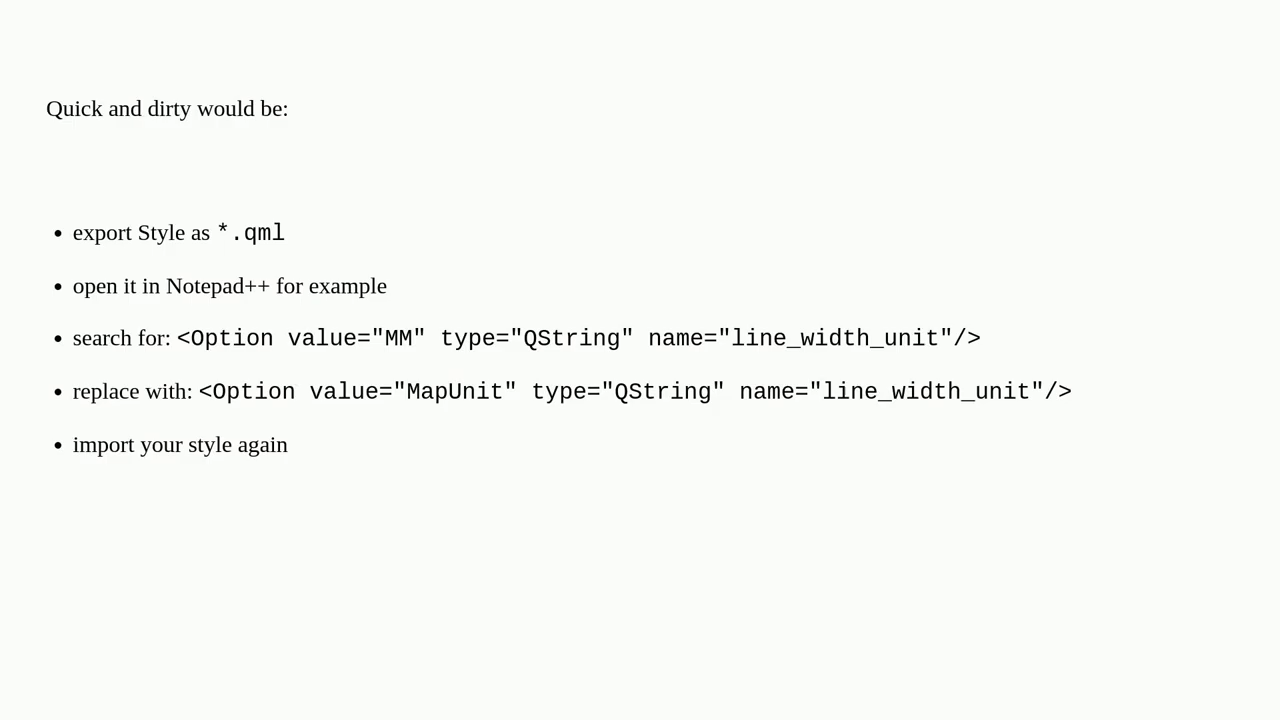 Quick and dirty would be:
• export Style as *.qml
• open it in Notepad++ for example
• search for: <Option value="MM" type="QString" name="line_width_unit"/>
• replace with: <Option value="MapUnit" type="QString" name="line_width_unit"/>
• import your style again